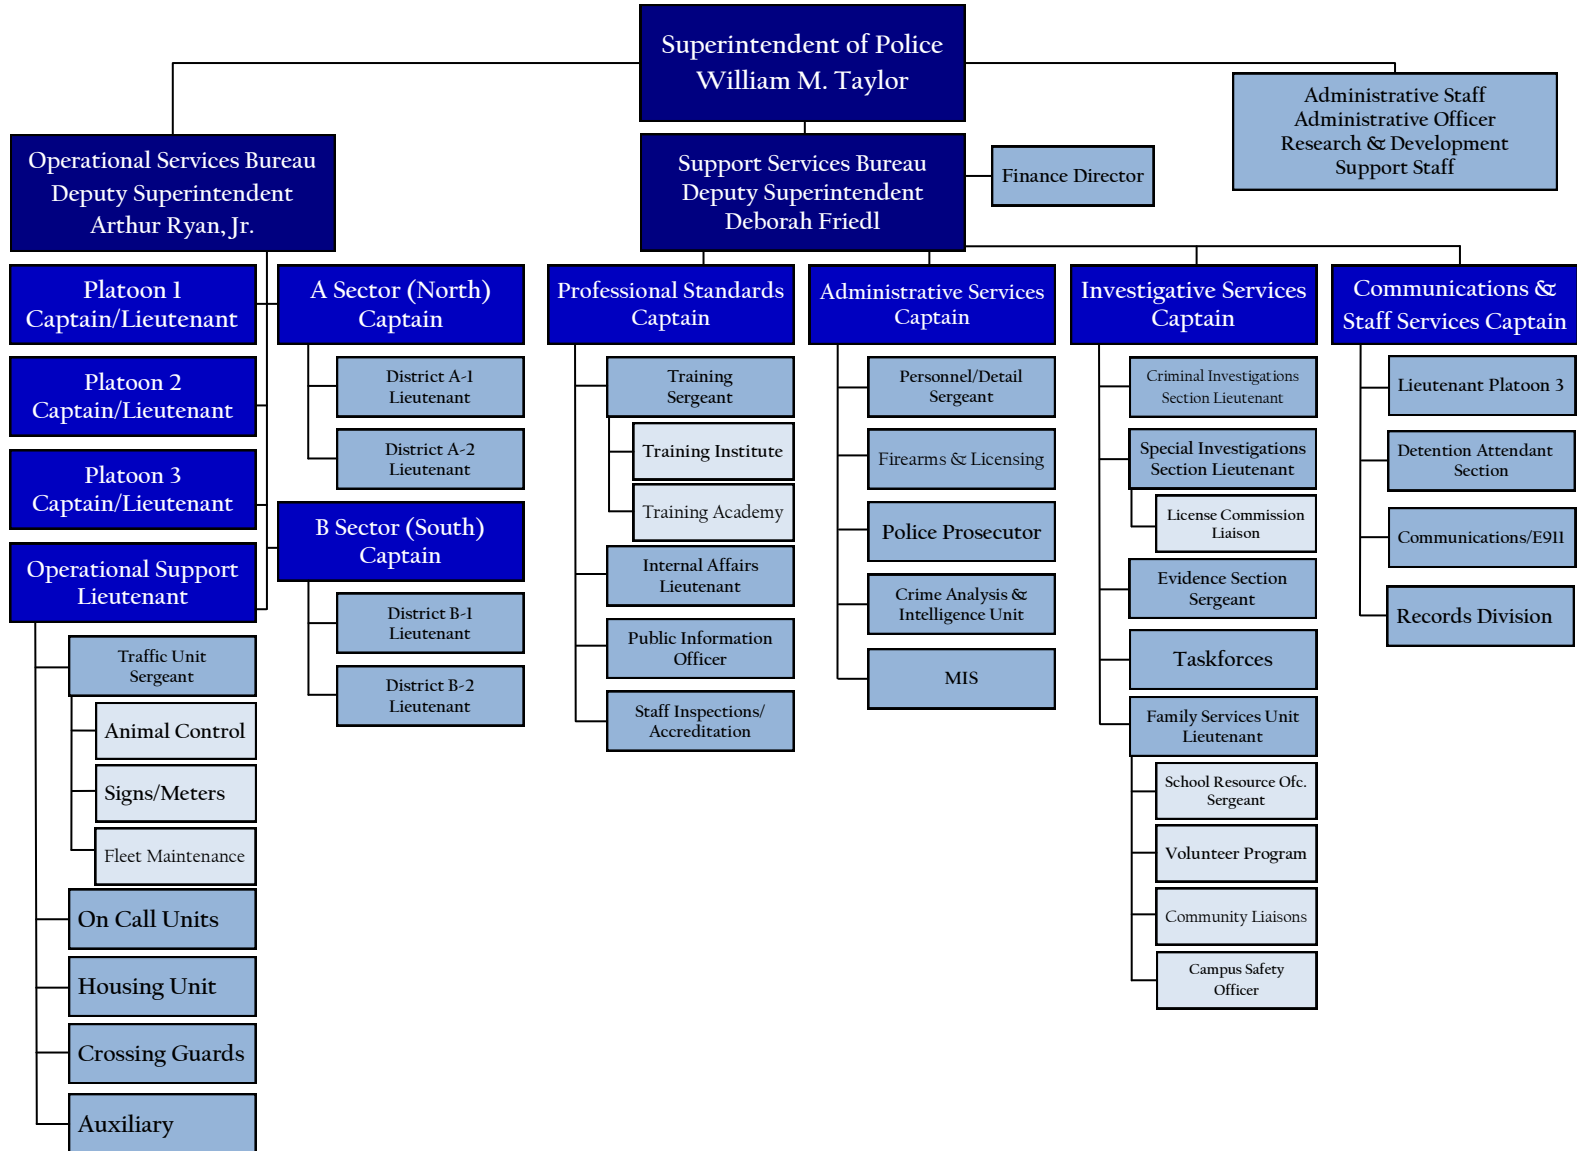 Superintendent of Police
William M. Taylor
Administrative Staff
Administrative Officer
Research & Development
Support Staff
Operational Services Bureau
Deputy Superintendent
Arthur Ryan, Jr.
Support Services Bureau
Deputy Superintendent
Deborah Friedl
Finance Director
Platoon 1
Captain/Lieutenant
Platoon 2
Captain/Lieutenant
Platoon 3
Captain/Lieutenant
Operational Support
Lieutenant
Traffic Unit
Sergeant
Animal Control
Signs/Meters
Fleet Maintenance
On Call Units
Housing Unit
Crossing Guards
Auxiliary
A Sector (North)
Captain
District A-1
Lieutenant
District A-2
Lieutenant
B Sector (South)
Captain
District B-1
Lieutenant
District B-2
Lieutenant
Professional Standards
Captain
Training
Sergeant
Training Institute
Training Academy
Internal Affairs
Lieutenant
Public Information
Officer
Staff Inspections/
Accreditation
Administrative Services
Captain
Personnel/Detail
Sergeant
Firearms & Licensing
Police Prosecutor
Crime Analysis &
Intelligence Unit
MIS
Investigative Services
Captain
Criminal Investigations
Section Lieutenant
Special Investigations
Section Lieutenant
License Commission
Liaison
Evidence Section
Sergeant
Taskforces
Family Services Unit
Lieutenant
School Resource Ofc.
Sergeant
Volunteer Program
Community Liaisons
Campus Safety
Officer
Communications &
Staff Services Captain
Lieutenant Platoon 3
Detention Attendant
Section
Communications/E911
Records Division